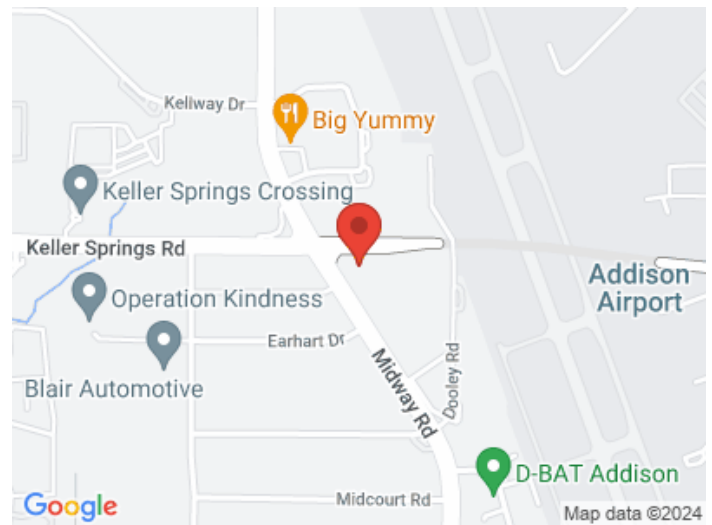 Kellway Dr
Big Yummy
Keller Springs Crossing
Keller Springs Rd
Addison
Airport
Operation Kindness
Earhart Dr
Blair Automotive
Midway Rd
Dooley Rd
D-BAT Addison
Midcourt Rd
Google
Map data ©2024